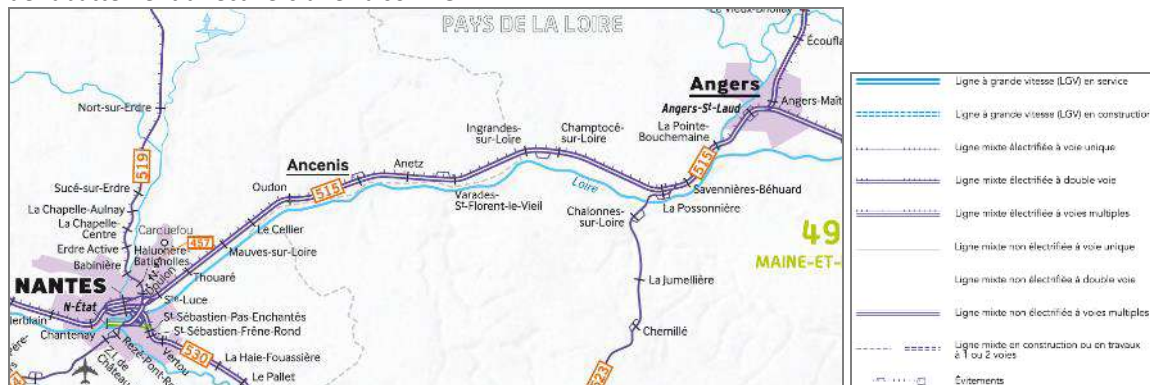 PAYS DE LA LOIRE
Écoufla
Angers
Angers-St-Laud
Angers-Maît
Nort-sur-Erdre
La Pointe-
Bouchemaine
Ingrandes-
sur-Loire
Champtocé-
sur-Loire
515
519
Ancenis
Anetz
Sucé-sur-Erdre
Oudon
515
Loire
Savennières-Béhuard
La Chapelle-Aulnay
Varades-
St-Florent-le-Vieil
La Possonnière
La Chapelle-
Centre
Carquefou
Le Cellier
Chalonnes-
sur-Loire
49
Erdre Active
Haluchère-
Batignolles
457
Mauves-sur-Loire
MAINE-ET-
Babinière
La Jumellière
NANTES
Thouaré
Doulon
N-État
Ste-Luce
St-Sébastien-Pas-Enchantés
Chemillé
Chantenay
St-Sébastien-Frêne-Rond
530
La Haie-Fouassière
Vertou
Le Pallet
Rezé-Pont-R
Z.I. de
Château
523
Ligne à grande vitesse (LGV) en service
Ligne à grande vitesse (LGV) en construction
Ligne mixte électrifiée à voie unique
Ligne mixte électrifiée à double voie
Ligne mixte électrifiée à voies multiples
Ligne mixte non électrifiée à voie unique
Ligne mixte non électrifiée à double voie
Ligne mixte non électrifiée à voies multiples
Ligne mixte en construction ou en travaux
à 1 ou 2 voies
Évitements